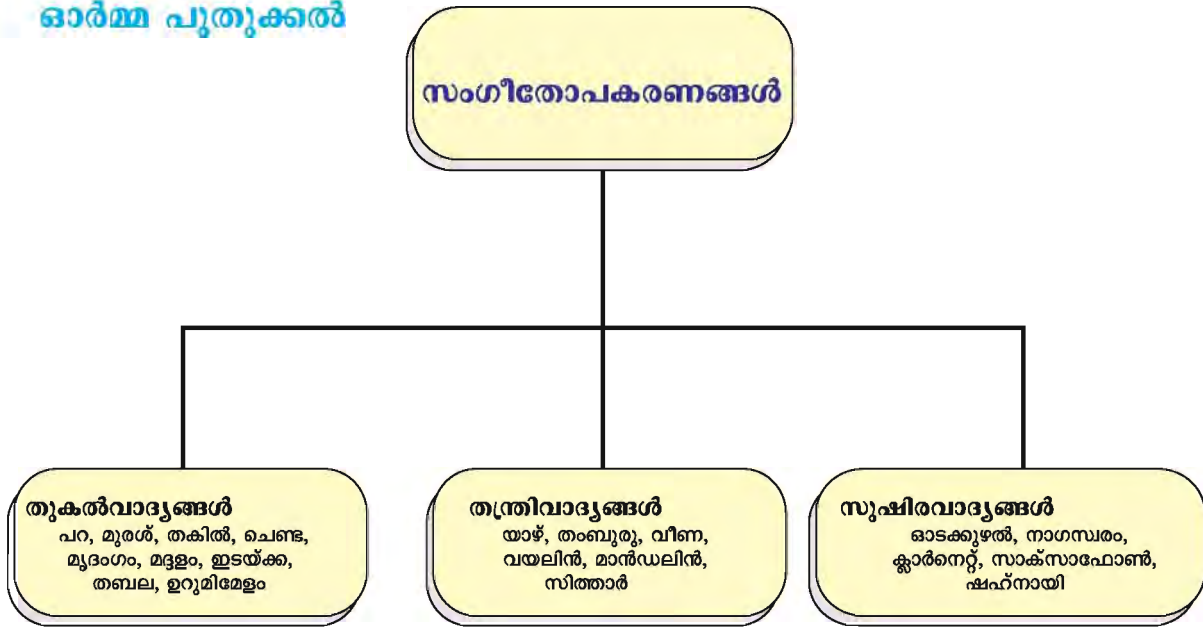 ഓർമ്മ പുതുക്കൽ
സംഗീതോപകരണങ്ങൾ
തുകൽവാദ്യങ്ങൾ
പറ, മുരശ്, തകിൽ, ചെണ്ട,
മൃദംഗം, മദ്ദളം, ഇടയ്ക്ക,
തബല, ഉറുമിമേളം
തന്ത്രിവാദ്യങ്ങൾ
യാഴ്, തംബുരു, വീണ,
വയലിൻ, മാൻഡലിൻ,
സിത്താർ
സുഷിരവാദ്യങ്ങൾ
ഓടക്കുഴൽ, നാഗസ്വരം,
ക്ലാർനെറ്റ്, സാക്സാഫോൺ,
ഷഹ്നായി